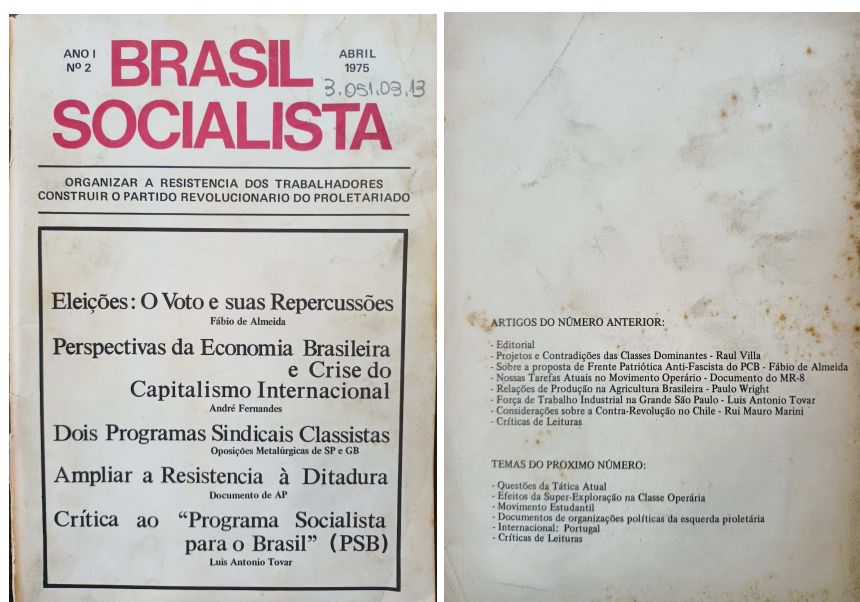 ANO I
Nº 2
BRASIL
ABRIL
1975
3.051.03.13
SOCIALISTA
ORGANIZAR A RESISTENCIA DOS TRABALHADORES
CONSTRUIR O PARTIDO REVOLUCIONARIO DO PROLETARIADO
Eleições: O Voto e suas Repercussões
Fábio de Almeida
Perspectivas da Economia Brasileira
e Crise do
Capitalismo Internacional
André Fernandes
Dois Programas Sindicais Classistas
Oposições Metalúrgicas de SP e GB
Ampliar a Resistencia à Ditadura
Documento de AP
Crítica ao “Programa Socialista
para o Brasil” (PSB)
Luis Antonio Tovar
ARTIGOS DO NÚMERO ANTERIOR:
- Editorial
- Projetos e Contradições das Classes Dominantes - Raul Villa
- Sobre a proposta de Frente Patriótica Anti-Fascista do PCB - Fábio de Almeida
- Nossas Tarefas Atuais no Movimento Operário - Documento do MR-8
- Relações de Produção na Agricultura Brasileira - Paulo Wright
- Força de Trabalho Industrial na Grande São Paulo - Luis Antonio Tovar
- Considerações sobre a Contra-Revolução no Chile - Rui Mauro Marini
- Críticas de Leituras
TEMAS DO PROXIMO NÚMERO:
- Questões da Tática Atual
- Efeitos da Super-Exploração na Classe Operária
- Movimento Estudantil
- Documentos de organizações políticas da esquerda proletária
- Internacional: Portugal
- Críticas de Leituras